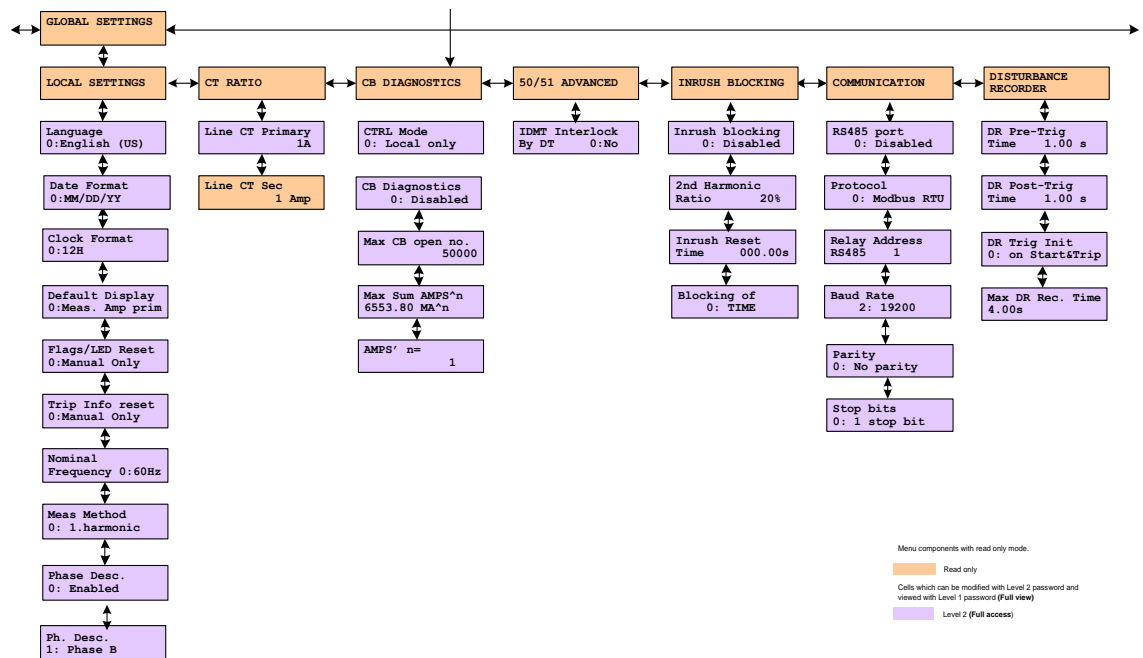 GLOBAL SETTINGS
LOCAL SETTINGS
Language
0:English (US)
Date Format
0:MM/DD/YY
Clock Format
0:12H
Default Display
0:Meas. Amp prim
Flags/LED Reset
0:Manual Only
Trip Info reset
0:Manual Only
Nominal
Frequency 0:60Hz
Meas Method
0: 1.harmonic
Phase Desc.
0: Enabled
Ph. Desc.
1: Phase B
CT RATIO
Line CT Primary
1A
Line CT Sec
1 Amp
CB DIAGNOSTICS
CTRL Mode
0: Local only
CB Diagnostics
0: Disabled
Max CB open no.
50000
Max Sum AMPS^n
6553.80 MA^n
AMPS' n=
1
50/51 ADVANCED
IDMT Interlock
By DT 0:No
INRUSH BLOCKING
Inrush blocking
0: Disabled
2nd Harmonic
Ratio 20%
Inrush Reset
Time 000.00s
Blocking of
0: TIME
COMMUNICATION
RS485 port
0: Disabled
Protocol
0: Modbus RTU
Relay Address
RS485 1
Baud Rate
2: 19200
Parity
0: No parity
Stop bits
0: 1 stop bit
DISTURBANCE
RECORDER
DR Pre-Trig
Time 1.00 s
DR Post-Trig
Time 1.00 s
DR Trig Init
0: on Start&Trip
Max DR Rec. Time
4.00s
Menu components with read only mode.
Read only
Cells which can be modified with Level 2 password and
viewed with Level 1 password (Full view)
Level 2 (Full access)